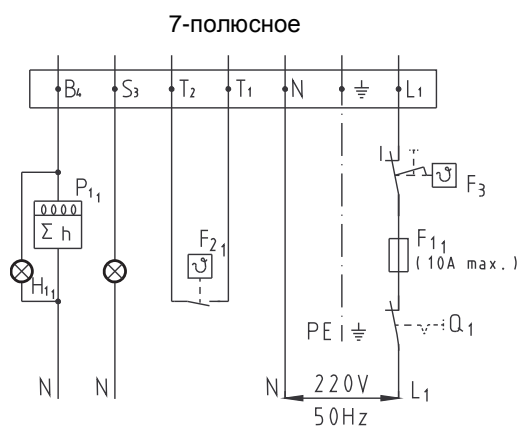 7-полюсное
B4 S3 T2 T1 N L1
P11
Σ h
H11
F21
ϑ
ϑ
F3
F11
(10A max.)
PE
Q1
N N N 220V L1
50Hz